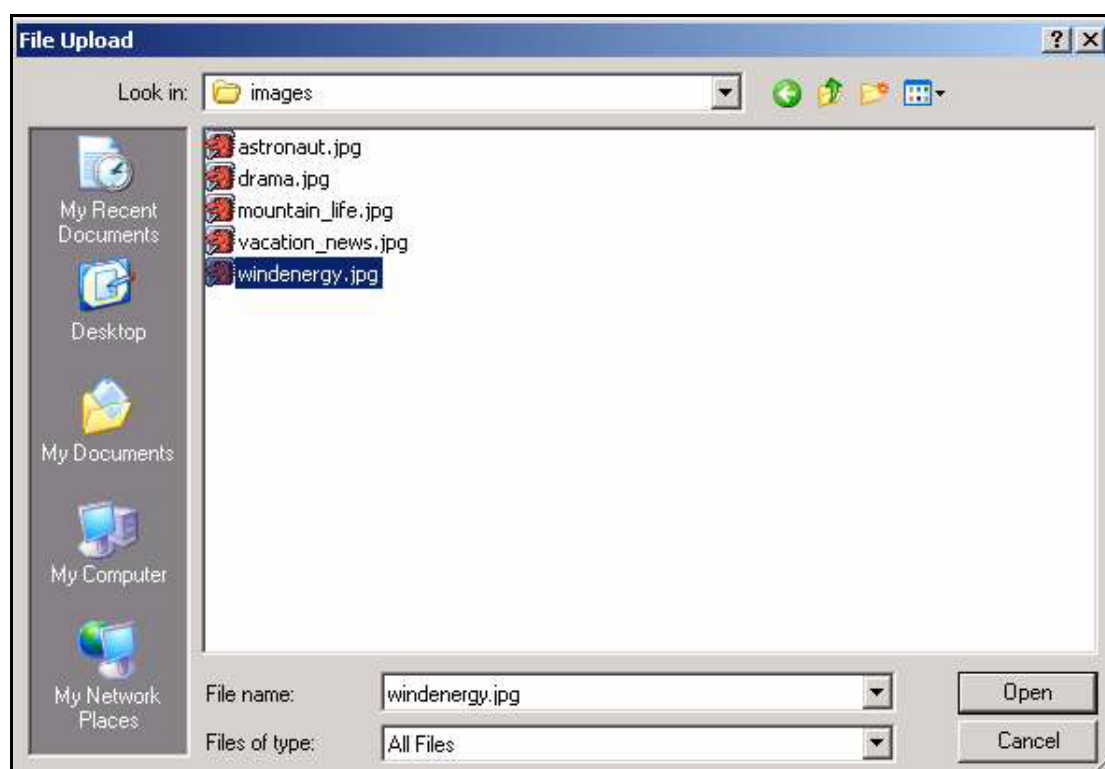 File Upload
Look in:
images
astronaut.jpg
drama.jpg
mountain_life.jpg
vacation_news.jpg
windenergy.jpg
My Recent
Documents
Desktop
My Documents
My Computer
My Network
Places
File name:
windenergy.jpg
Open
Files of type:
All Files
Cancel